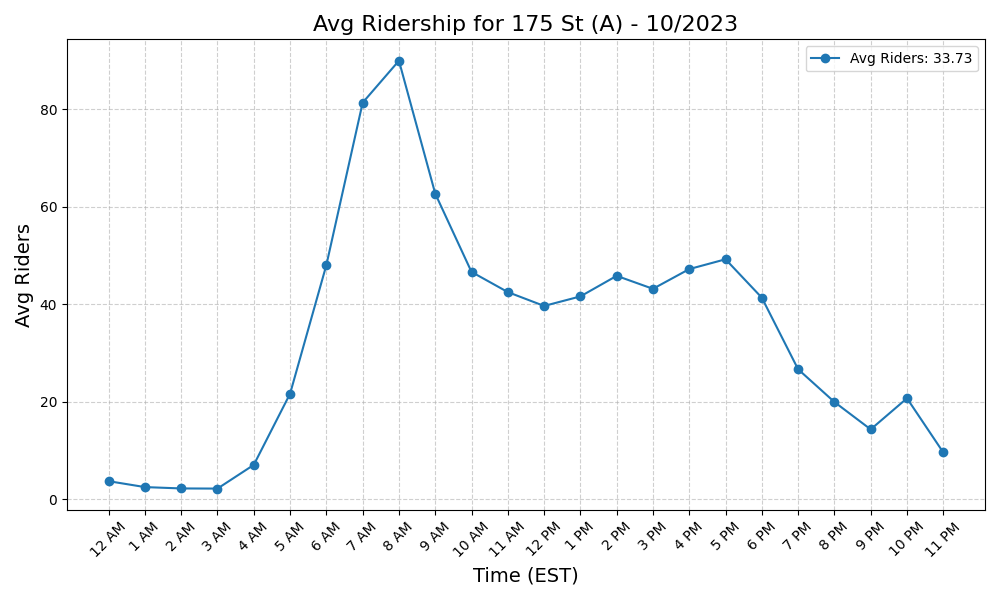 Avg Ridership for 175 St (A) - 10/2023
Avg Riders: 33.73
Avg Riders
80
60
40
20
0
12 AM
1 AM
2 AM
3 AM
4 AM
5 AM
6 AM
7 AM
8 AM
9 AM
10 AM
11 AM
12 PM
1 PM
2 PM
3 PM
4 PM
5 PM
6 PM
7 PM
8 PM
9 PM
10 PM
11 PM
Time (EST)